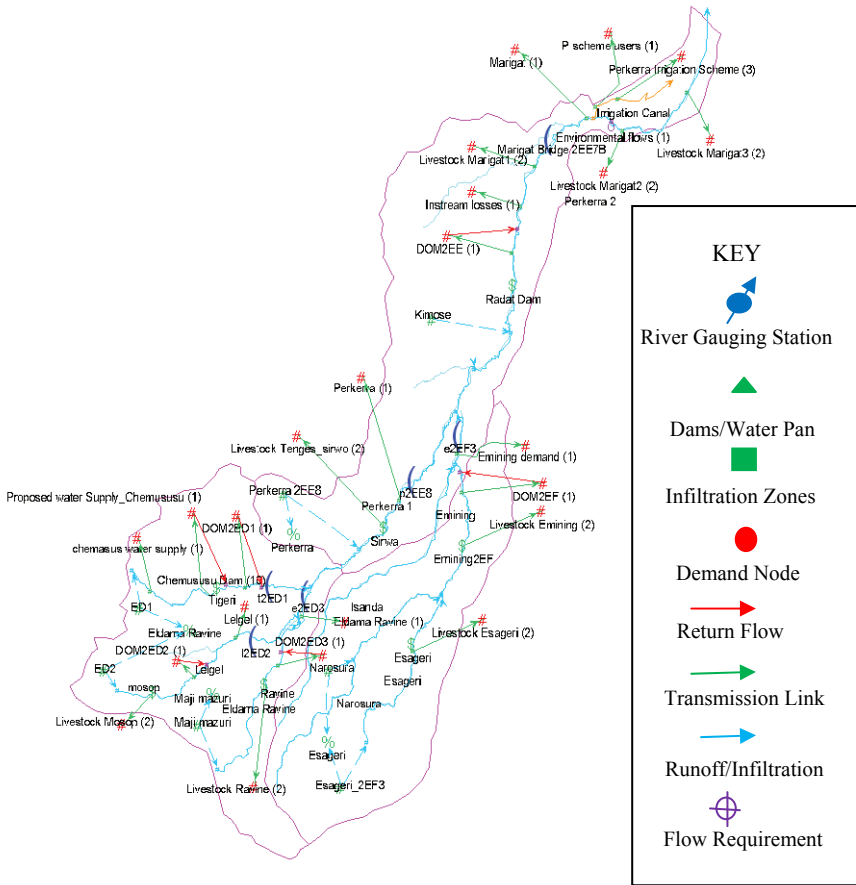 P scheme users (1)
Marigat (1)
Perkerra Irrigation Scheme (3)
Irrigation Canal
Environmental flows (1)
Marigat Bridge 2EE7B
Livestock Marigat3 (2)
Livestock Marigat1 (2)
Livestock Marigat2 (2)
Perkerra 2
Instream losses (1)
DOM2EE (1)
Radat Dam
Kimose
Perkerra (1)
Livestock Tenges_sirwo (2)
e2EF3
Emining demand (1)
Perkerra 2EE8
p2EE8
Perkerra 1
DOM2EF (1)
Proposed water Supply_Chemususu (1)
Emining
Livestock Emining (2)
DOM2ED1 (1)
Perkerra
Sirwa
chemasus water supply (1)
Emining2EF
Chemususu Dam (18)
t2ED1
Tigeri
e2ED3
ED1
Lelgel (1)
Isanda
Eldama Ravine (1)
Livestock Esageri (2)
Eldama Ravine
l2ED2
DOM2ED3 (1)
DOM2ED2 (1)
Narosura
Esageri
ED2
Lelgel
mosop
Maji mazuri
Ravine
Eldama Ravine
Narosura
Esageri
Livestock Mosop (2)
Maji mazuri
Esageri
Livestock Ravine (2)
Esageri_2EF3
KEY
River Gauging Station
Dams/Water Pan
Infiltration Zones
Demand Node
Return Flow
Transmission Link
Runoff/Infiltration
Flow Requirement